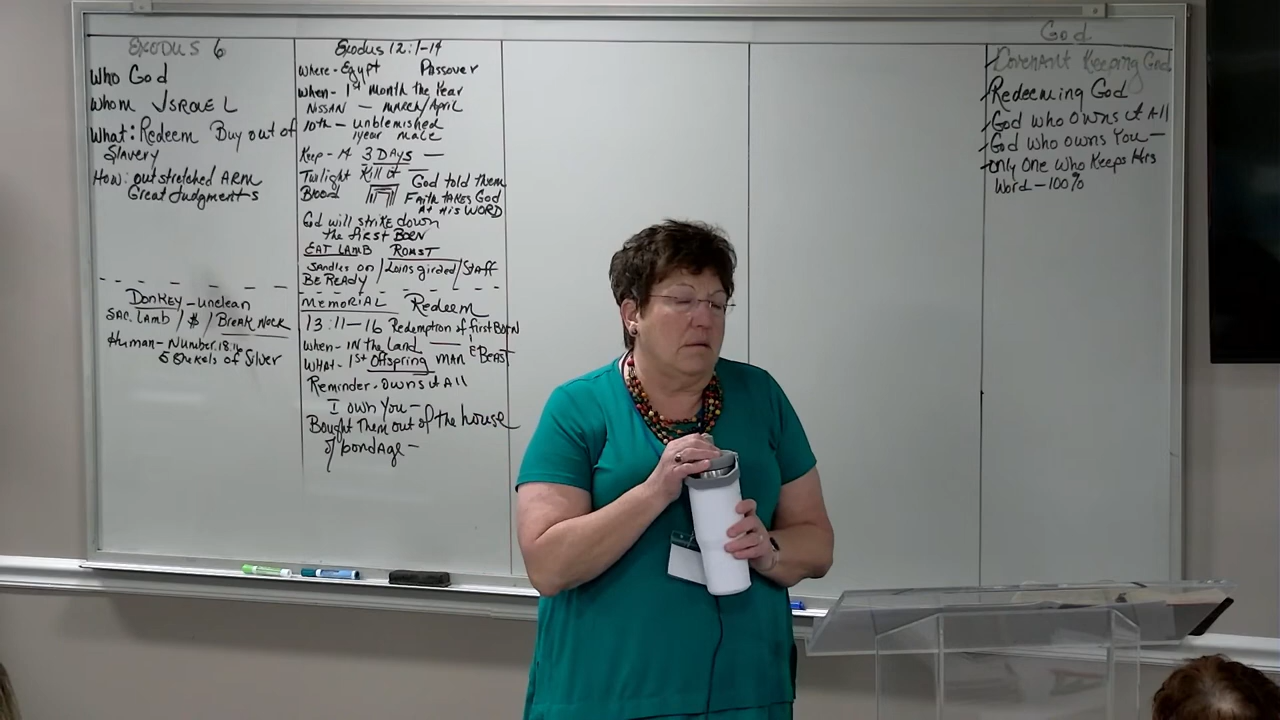 Exodus 6
Who God
Whom ISRAEL
What: Redeem Buy out of
Slavery
How: outstretched ARM
Great Judgments
Donkey - unclean
SAC. LAMB / $ / BREAK NECK
Human - Number 18:16
5 Shekels of Silver
Exodus 12:1-14
Where - Egypt Passover
When - 1st Month the Year
NISSAN - MARCH/April
10th - unblemished
1year male
Keep - 14 3 DAYS —
Twilight Kill it —
Blood God told them
Faith takes God
At His WORD
God will strike down
the first BORN
EAT LAMB ROAST
Sandles on / Loins girded / Staff
BE READY
MEMORIAL Redeem
13:11-16 Redemption of first BORN
When - IN the Land —
WHAT - 1st Offspring MAN & BEAST
Reminder - owns it All
I own You —
Bought Them out of the house
of bondage —
God
Covenant Keeping God
Redeeming God
God who owns it All
God who owns You —
only One who Keeps His
Word - 100%